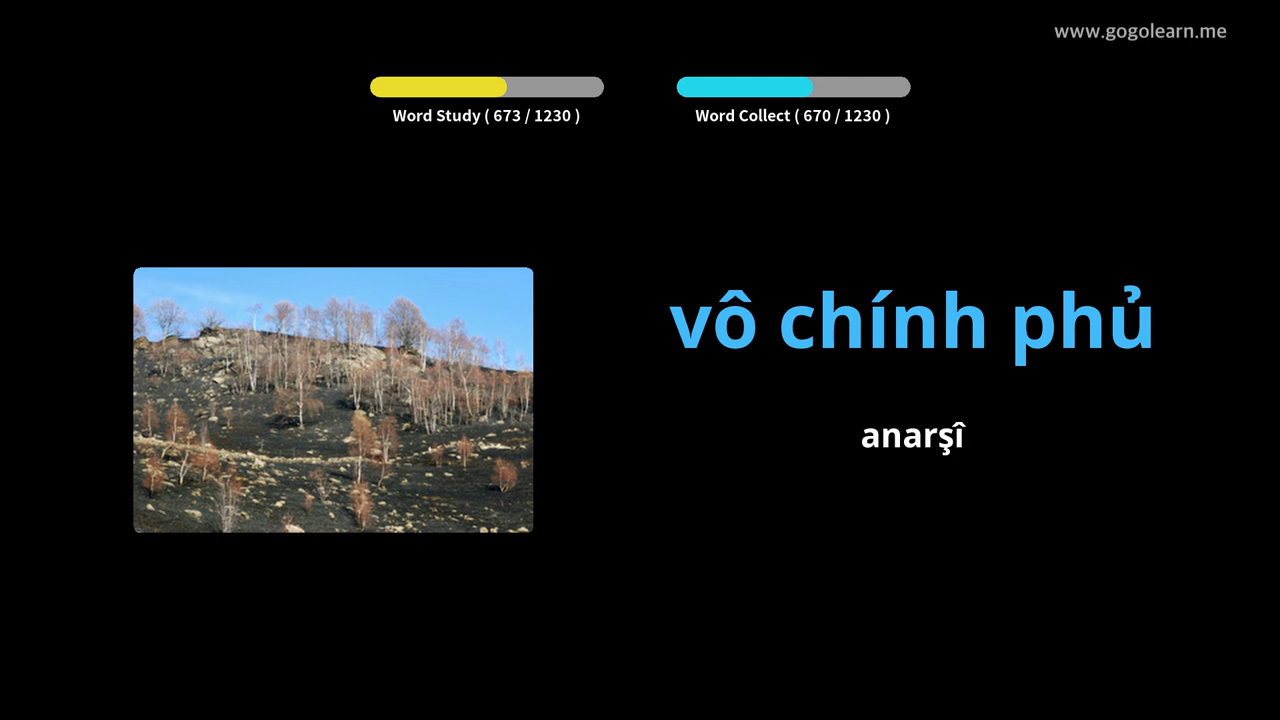 www.gogolearn.me
Word Study ( 673 / 1230 )
Word Collect ( 670 / 1230 )
vô chính phủ
anarşî